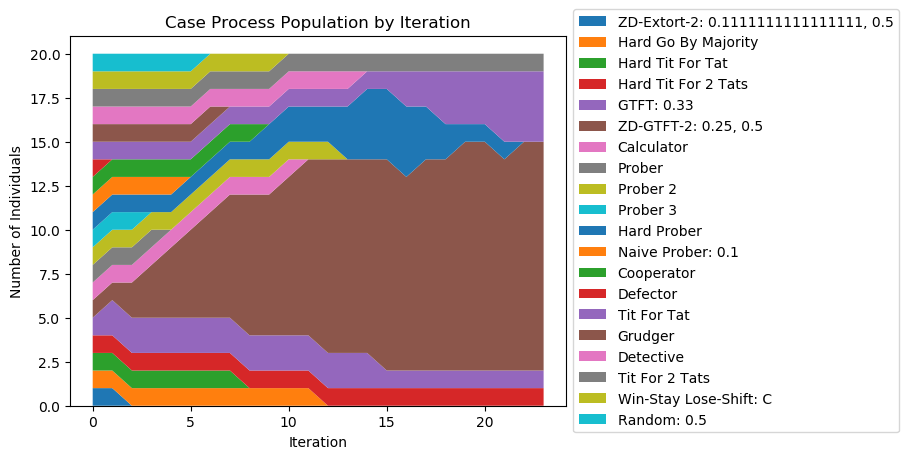 Case Process Population by Iteration
20.0
17.5
15.0
12.5
10.0
7.5
5.0
2.5
0.0
Number of Individuals
0
5
10
15
20
Iteration
ZD-Extort-2: 0.1111111111111111, 0.5
Hard Go By Majority
Hard Tit For Tat
Hard Tit For 2 Tats
GTFT: 0.33
ZD-GTFT-2: 0.25, 0.5
Calculator
Prober
Prober 2
Prober 3
Hard Prober
Naive Prober: 0.1
Cooperator
Defector
Tit For Tat
Grudger
Detective
Tit For 2 Tats
Win-Stay Lose-Shift: C
Random: 0.5